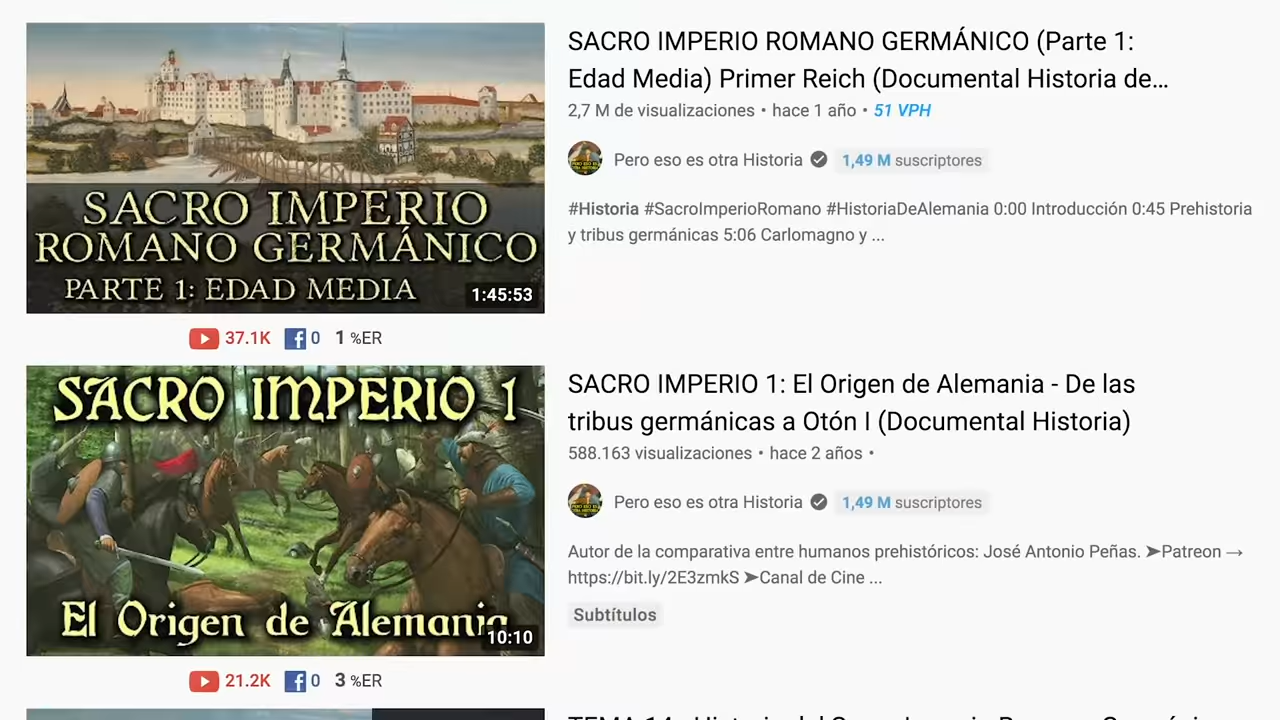 SACRO IMPERIO
ROMANO GERMÁNICO
PARTE 1: EDAD MEDIA
1:45:53
37.1K 0 1 %ER
SACRO IMPERIO ROMANO GERMÁNICO (Parte 1:
Edad Media) Primer Reich (Documental Historia de...
2,7 M de visualizaciones • hace 1 año • 51 VPH
Pero eso es otra Historia 1,49 M suscriptores
#Historia #SacroImperioRomano #HistoriaDeAlemania 0:00 Introducción 0:45 Prehistoria
y tribus germánicas 5:06 Carlomagno y ...
SACRO IMPERIO 1
El Origen de Alemania
10:10
21.2K 0 3 %ER
SACRO IMPERIO 1: El Origen de Alemania - De las
tribus germánicas a Otón I (Documental Historia)
588.163 visualizaciones • hace 2 años •
Pero eso es otra Historia 1,49 M suscriptores
Autor de la comparativa entre humanos prehistóricos: José Antonio Peñas. ➤Patreon →
https://bit.ly/2E3zmkS ➤Canal de Cine ...
Subtítulos